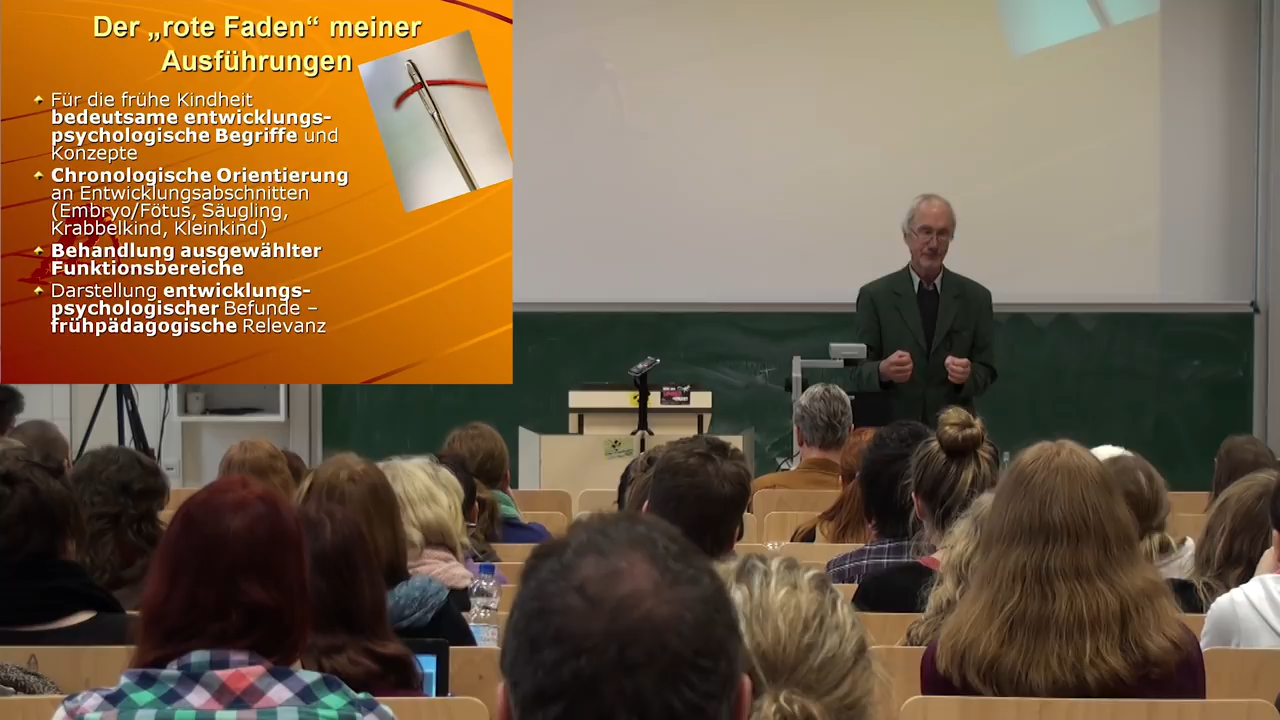 Der „rote Faden“ meiner
Ausführungen
Für die frühe Kindheit
bedeutsame entwicklungs-
psychologische Begriffe und
Konzepte
Chronologische Orientierung
an Entwicklungsabschnitten
(Embryo/Fötus, Säugling,
Krabbelkind, Kleinkind)
Behandlung ausgewählter
Funktionsbereiche
Darstellung entwicklungs-
psychologischer Befunde –
frühpädagogische Relevanz